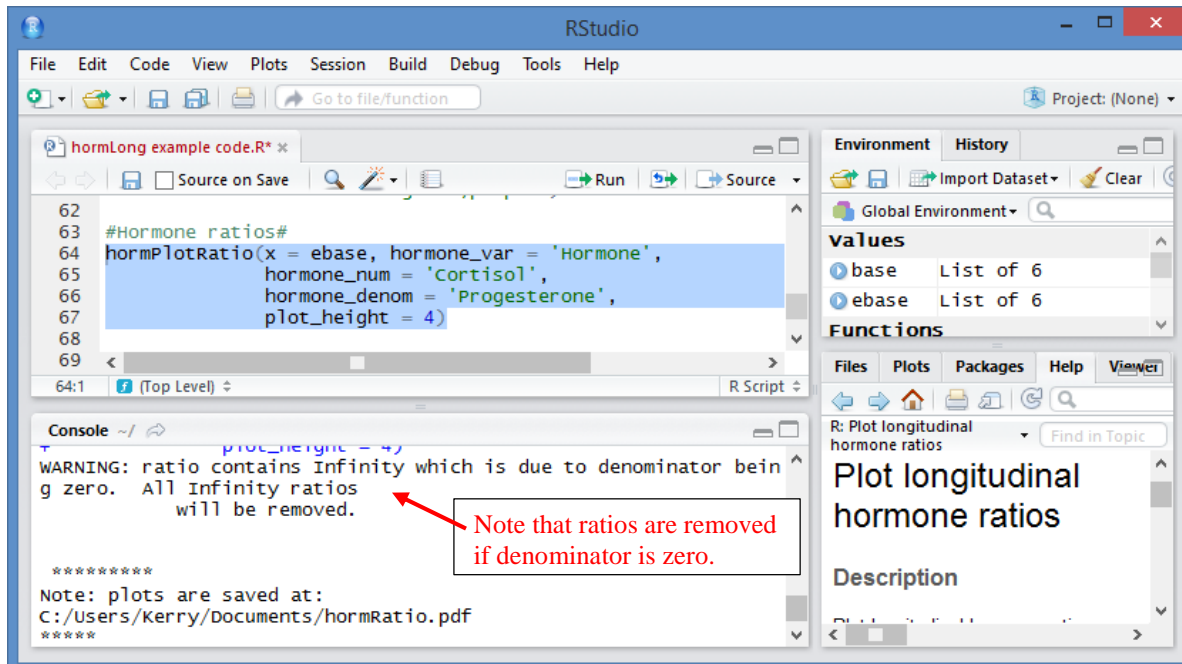 RStudio
File Edit Code View Plots Session Build Debug Tools Help
Go to file/function
Project: (None)
hormLong example code.R*
Source on Save
Run
Source
62
63 #Hormone ratios#
64 hormPlotRatio(x = ebase, hormone_var = 'Hormone',
65 hormone_num = 'Cortisol',
66 hormone_denom = 'Progesterone',
67 plot_height = 4)
68
69
64:1 (Top Level) R Script
Console ~/
+ plot_height = 4)
WARNING: ratio contains Infinity which is due to denominator bein
g zero. All Infinity ratios
will be removed.
Note that ratios are removed
if denominator is zero.
*********
Note: plots are saved at:
C:/Users/Kerry/Documents/hormRatio.pdf
*****
Environment History
Import Dataset Clear
Global Environment
Values
base List of 6
ebase List of 6
Functions
Files Plots Packages Help Viewer
R: Plot longitudinal
hormone ratios
Find in Topic
Plot longitudinal
hormone ratios
Description